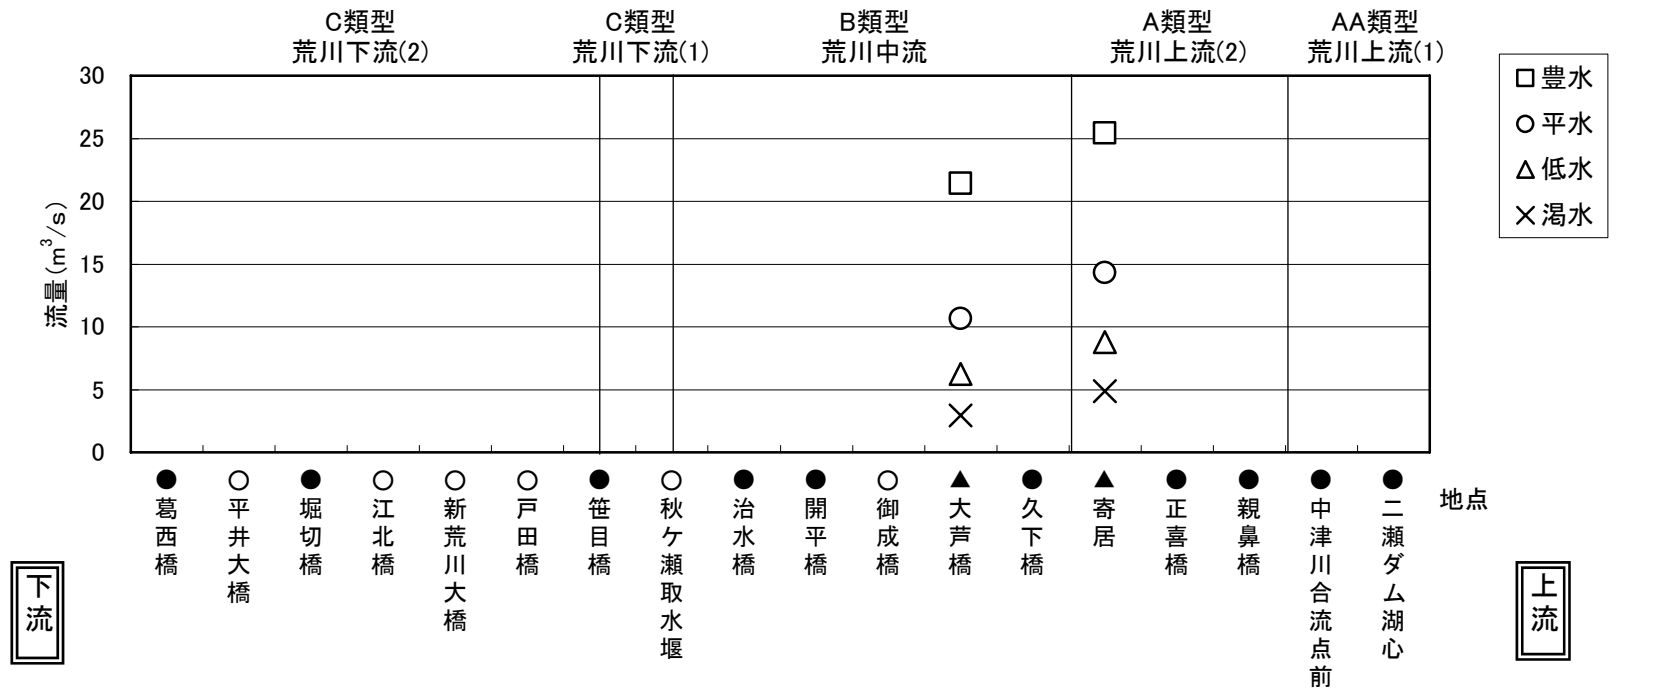 C類型
荒川下流(2)
C類型
荒川下流(1)
B類型
荒川中流
A類型
荒川上流(2)
AA類型
荒川上流(1)
30
25
20
15
10
5
0
流量(m³/s)
豊水
平水
低水
渇水
葛西橋
平井大橋
堀切橋
江北橋
新荒川大橋
戸田橋
笹目橋
秋ケ瀬取水堰
治水橋
開平橋
御成橋
大芦橋
久下橋
寄居
正喜橋
親鼻橋
中津川合流点前
二瀬ダム湖心
地点
下流
上流